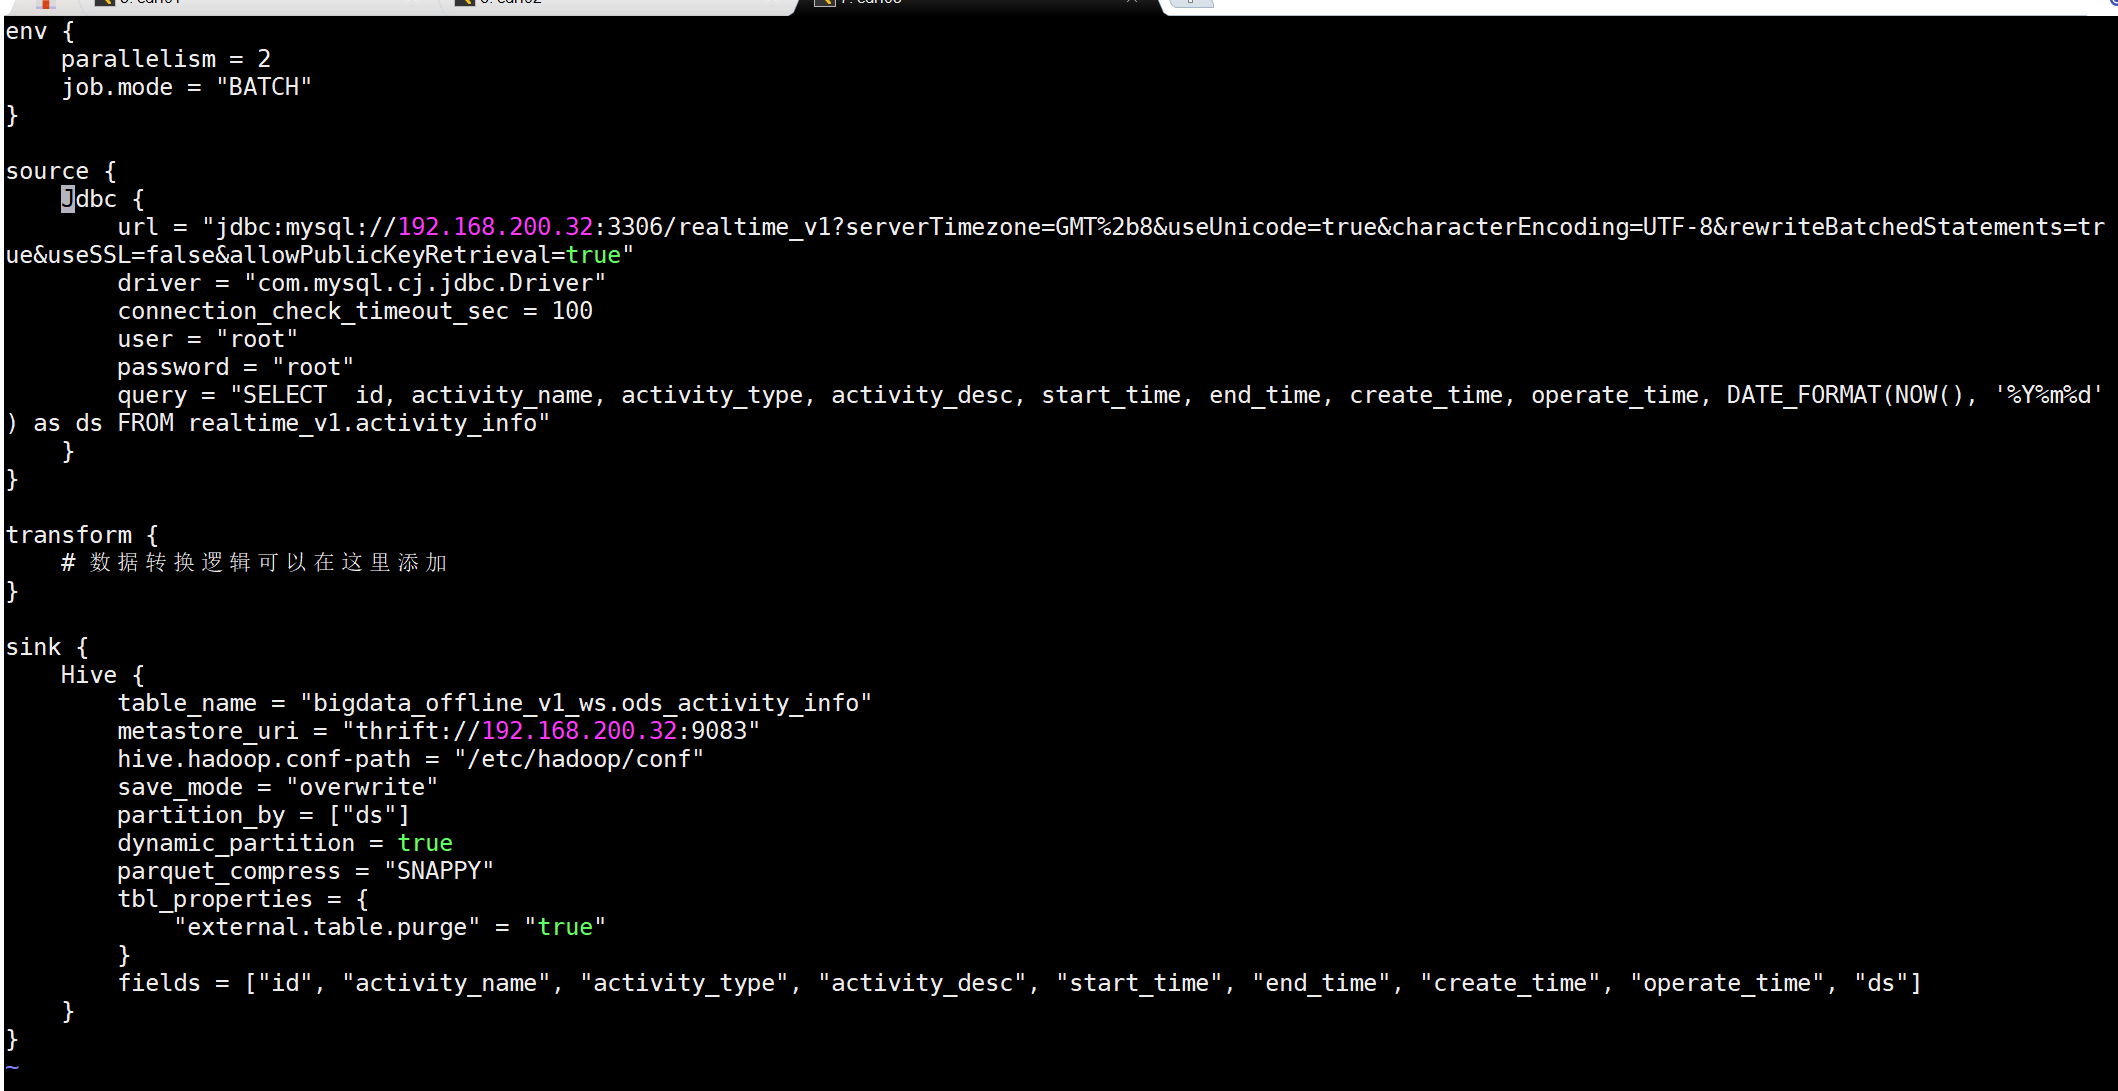 env {
    parallelism = 2
    job.mode = "BATCH"
}
source {
    Jdbc {
        url = "jdbc:mysql://192.168.200.32:3306/realtime_v1?serverTimezone=GMT%2b8&useUnicode=true&characterEncoding=UTF-8&rewriteBatchedStatements=tr
ue&useSSL=false&allowPublicKeyRetrieval=true"
        driver = "com.mysql.cj.jdbc.Driver"
        connection_check_timeout_sec = 100
        user = "root"
        password = "root"
        query = "SELECT  id, activity_name, activity_type, activity_desc, start_time, end_time, create_time, operate_time, DATE_FORMAT(NOW(), '%Y%m%d'
) as ds FROM realtime_v1.activity_info"
    }
}
transform {
    # 数据转换逻辑可以在这里添加
}
sink {
    Hive {
        table_name = "bigdata_offline_v1_ws.ods_activity_info"
        metastore_uri = "thrift://192.168.200.32:9083"
        hive.hadoop.conf-path = "/etc/hadoop/conf"
        save_mode = "overwrite"
        partition_by = ["ds"]
        dynamic_partition = true
        parquet_compress = "SNAPPY"
        tbl_properties = {
            "external.table.purge" = "true"
        }
        fields = ["id", "activity_name", "activity_type", "activity_desc", "start_time", "end_time", "create_time", "operate_time", "ds"]
    }
}
~